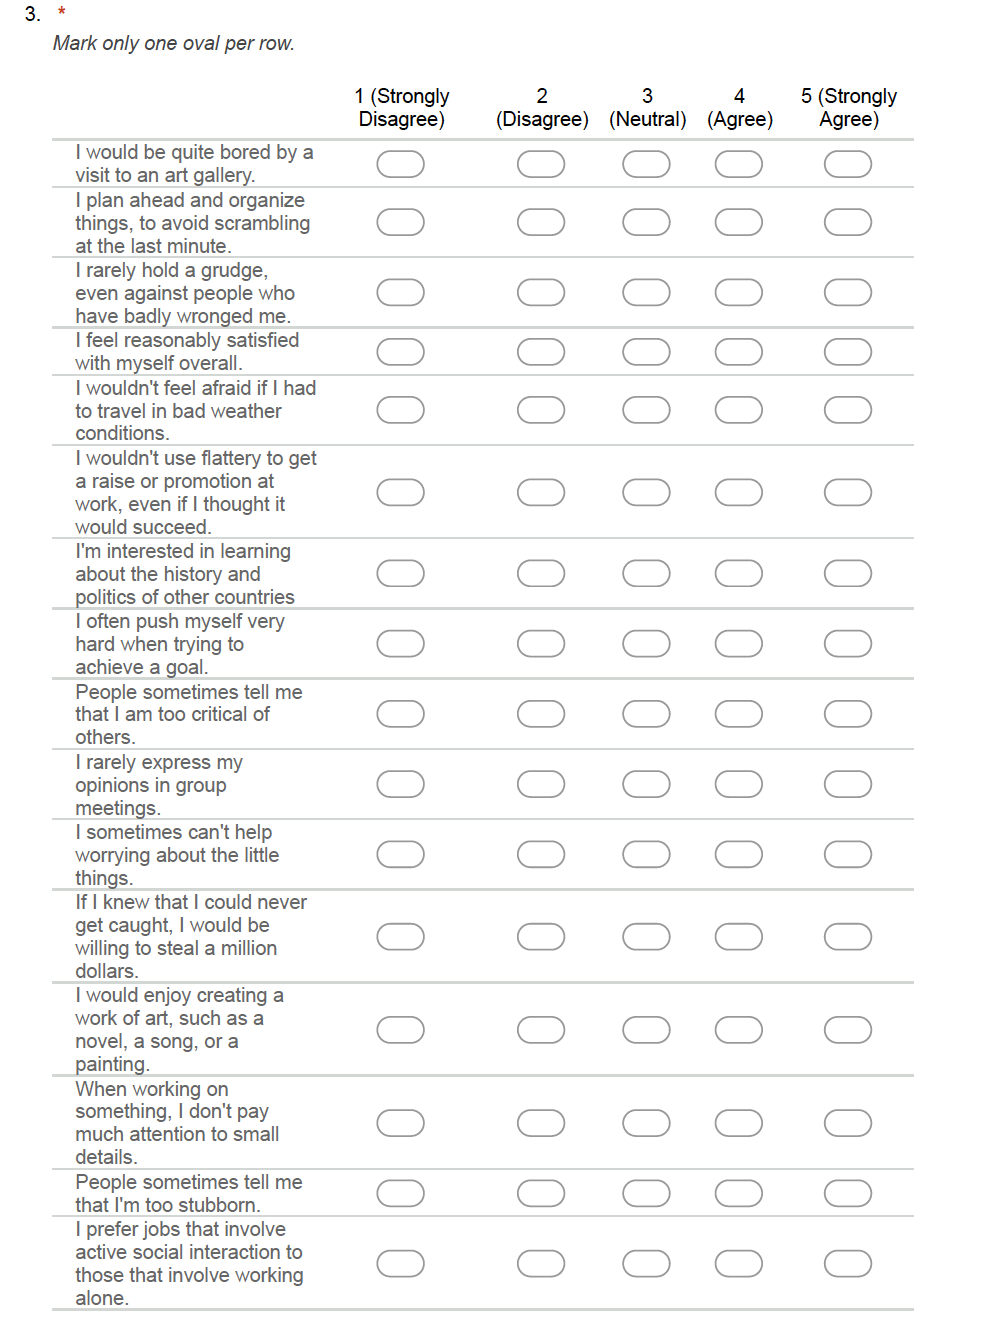 3. *
Mark only one oval per row.
1 (Strongly Disagree) 2 (Disagree) 3 (Neutral) 4 (Agree) 5 (Strongly Agree)
I would be quite bored by a
visit to an art gallery.
I plan ahead and organize
things, to avoid scrambling
at the last minute.
I rarely hold a grudge,
even against people who
have badly wronged me.
I feel reasonably satisfied
with myself overall.
I wouldn't feel afraid if I had
to travel in bad weather
conditions.
I wouldn't use flattery to get
a raise or promotion at
work, even if I thought it
would succeed.
I'm interested in learning
about the history and
politics of other countries
I often push myself very
hard when trying to
achieve a goal.
People sometimes tell me
that I am too critical of
others.
I rarely express my
opinions in group
meetings.
I sometimes can't help
worrying about the little
things.
If I knew that I could never
get caught, I would be
willing to steal a million
dollars.
I would enjoy creating a
work of art, such as a
novel, a song, or a
painting.
When working on
something, I don't pay
much attention to small
details.
People sometimes tell me
that I'm too stubborn.
I prefer jobs that involve
active social interaction to
those that involve working
alone.